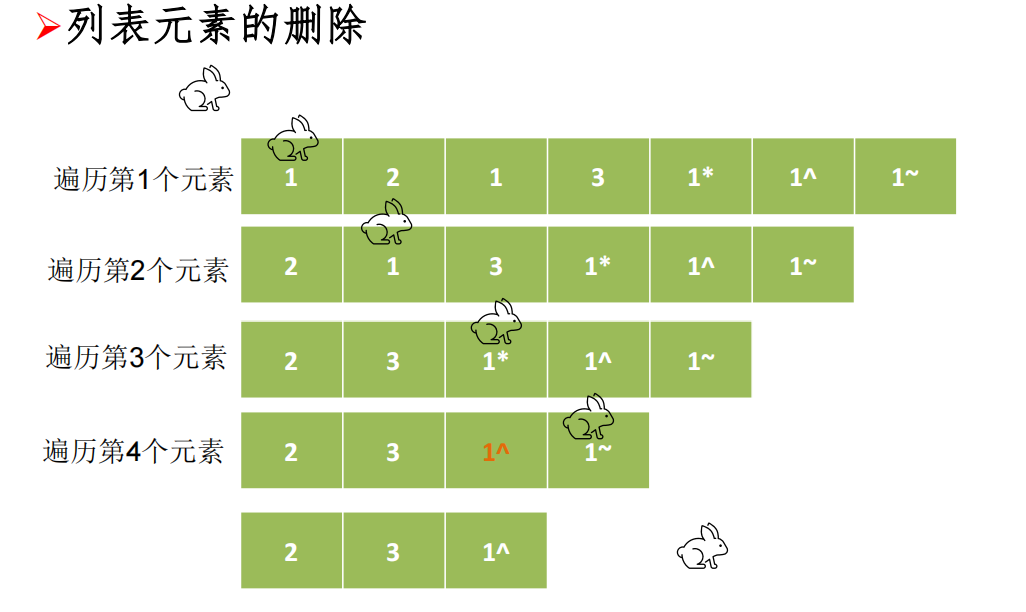 ➢列表元素的删除
遍历第1个元素 1 2 1 3 1* 1^ 1~
遍历第2个元素 2 1 3 1* 1^ 1~
遍历第3个元素 2 3 1* 1^ 1~
遍历第4个元素 2 3 1^ 1~
2 3 1^